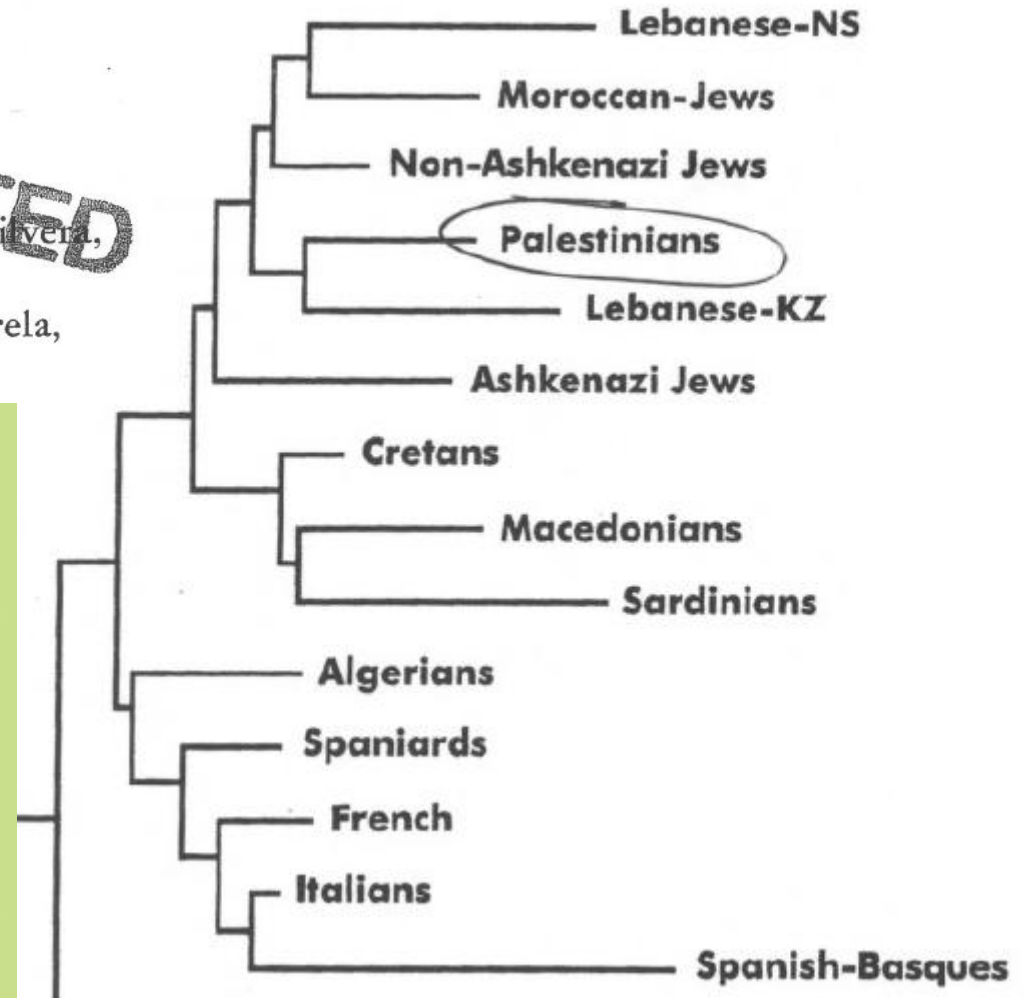 Lebanese-NS
Moroccan-Jews
Non-Ashkenazi Jews
Palestinians
Lebanese-KZ
Ashkenazi Jews
Cretans
Macedonians
Sardinians
Algerians
Spaniards
French
Italians
Spanish-Basques